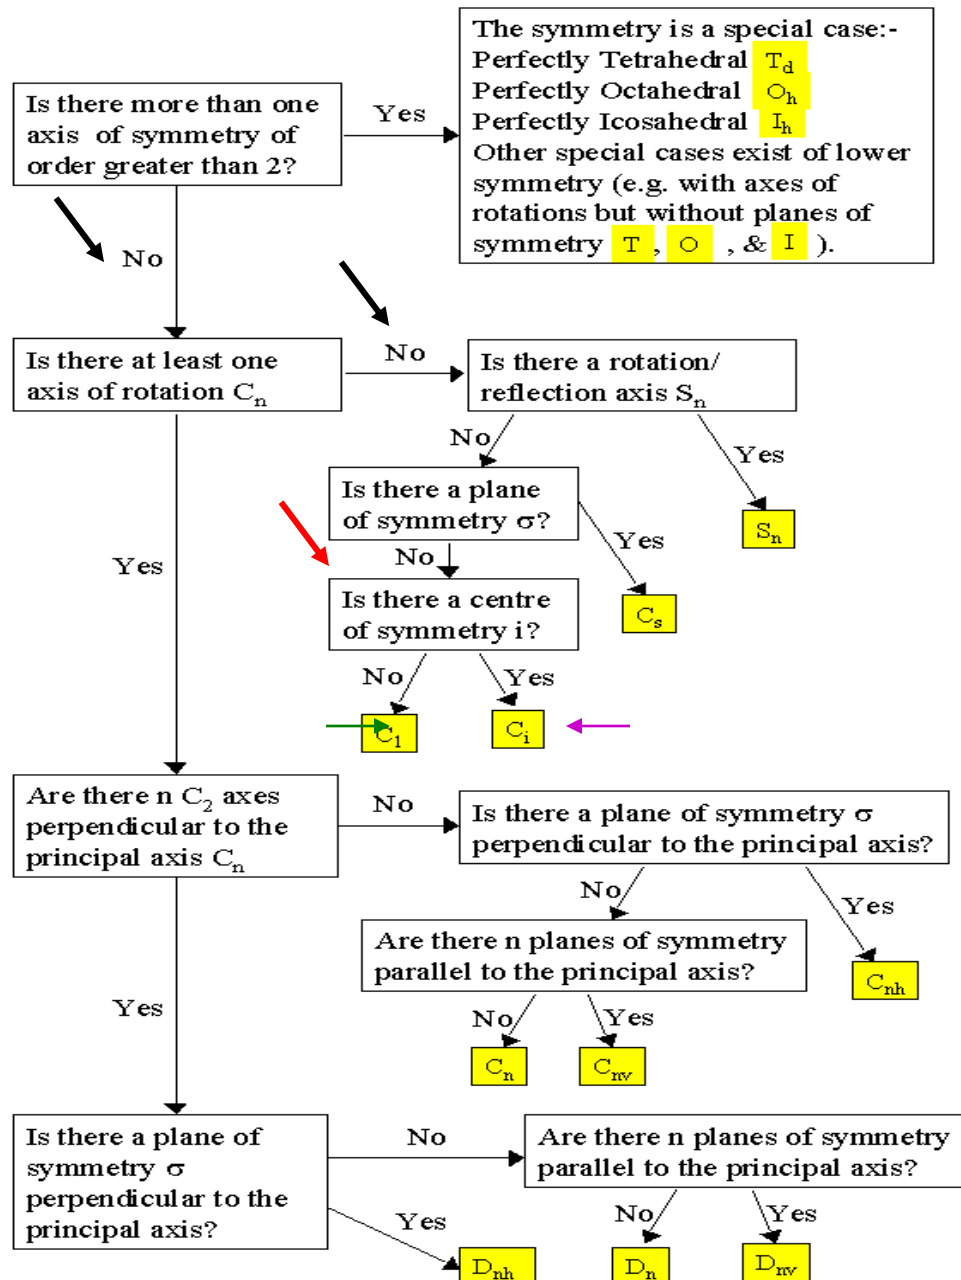 The symmetry is a special case:-
Perfectly Tetrahedral T_d
Perfectly Octahedral O_h
Perfectly Icosahedral I_h
Other special cases exist of lower
symmetry (e.g. with axes of
rotations but without planes of
symmetry T, O , & I ).
Is there more than one
axis of symmetry of
order greater than 2?
Yes
No
Is there at least one
axis of rotation C_n
No
Is there a rotation/
reflection axis S_n
No
Yes
Is there a plane
of symmetry σ?
S_n
Yes
No
Yes
Is there a centre
of symmetry i?
C_s
No
Yes
C_1
C_i
Are there n C_2 axes
perpendicular to the
principal axis C_n
No
Is there a plane of symmetry σ
perpendicular to the principal axis?
No
Yes
Are there n planes of symmetry
parallel to the principal axis?
C_nh
Yes
No
Yes
C_n
C_nv
Is there a plane of
symmetry σ
perpendicular to the
principal axis?
No
Are there n planes of symmetry
parallel to the principal axis?
Yes
No
Yes
D_nh
D_n
D_nv